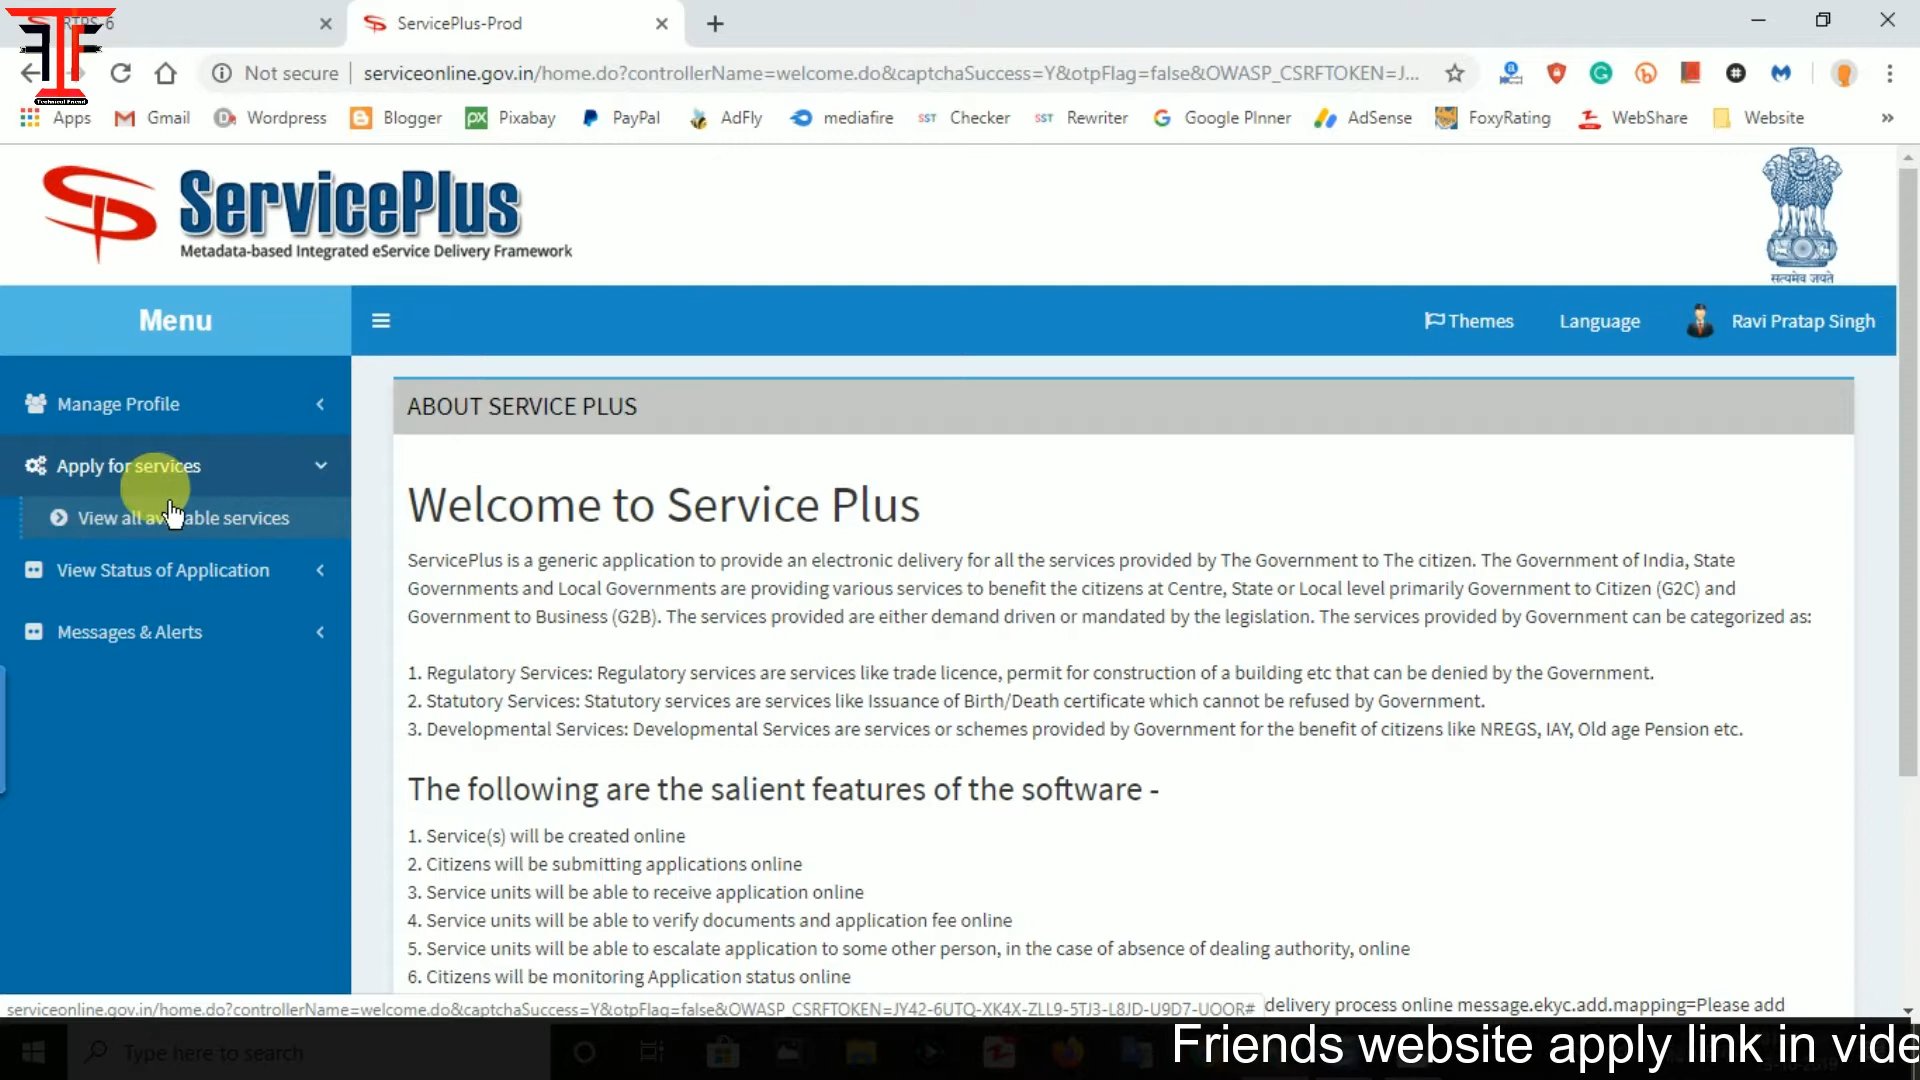 RTPS 6
ServicePlus-Prod
Technical Friend
Not secure
serviceonline.gov.in/home.do?controllerName=welcome.do&captchaSuccess=Y&otpFlag=false&OWASP_CSRFTOKEN=J...
Apps Gmail Wordpress Blogger Pixabay PayPal AdFly mediafire SST Checker SST Rewriter Google Plnner AdSense FoxyRating WebShare Website »
ServicePlus
Metadata-based Integrated eService Delivery Framework
सत्यमेव जयते
Menu
Themes Language Ravi Pratap Singh
Manage Profile
Apply for services
View all available services
View Status of Application
Messages & Alerts
ABOUT SERVICE PLUS
Welcome to Service Plus
ServicePlus is a generic application to provide an electronic delivery for all the services provided by The Government to The citizen. The Government of India, State
Governments and Local Governments are providing various services to benefit the citizens at Centre, State or Local level primarily Government to Citizen (G2C) and
Government to Business (G2B). The services provided are either demand driven or mandated by the legislation. The services provided by Government can be categorized as:
1. Regulatory Services: Regulatory services are services like trade licence, permit for construction of a building etc that can be denied by the Government.
2. Statutory Services: Statutory services are services like Issuance of Birth/Death certificate which cannot be refused by Government.
3. Developmental Services: Developmental Services are services or schemes provided by Government for the benefit of citizens like NREGS, IAY, Old age Pension etc.
The following are the salient features of the software -
1. Service(s) will be created online
2. Citizens will be submitting applications online
3. Service units will be able to receive application online
4. Service units will be able to verify documents and application fee online
5. Service units will be able to escalate application to some other person, in the case of absence of dealing authority, online
6. Citizens will be monitoring Application status online
delivery process online message.ekyc.add.mapping=Please add
serviceonline.gov.in/home.do?controllerName=welcome.do&captchaSuccess=Y&otpFlag=false&OWASP_CSRFTOKEN=JY42-6UTQ-XK4X-ZLL9-5TJ3-L8JD-U9D7-UOOR#
Type here to search
Friends website apply link in vide